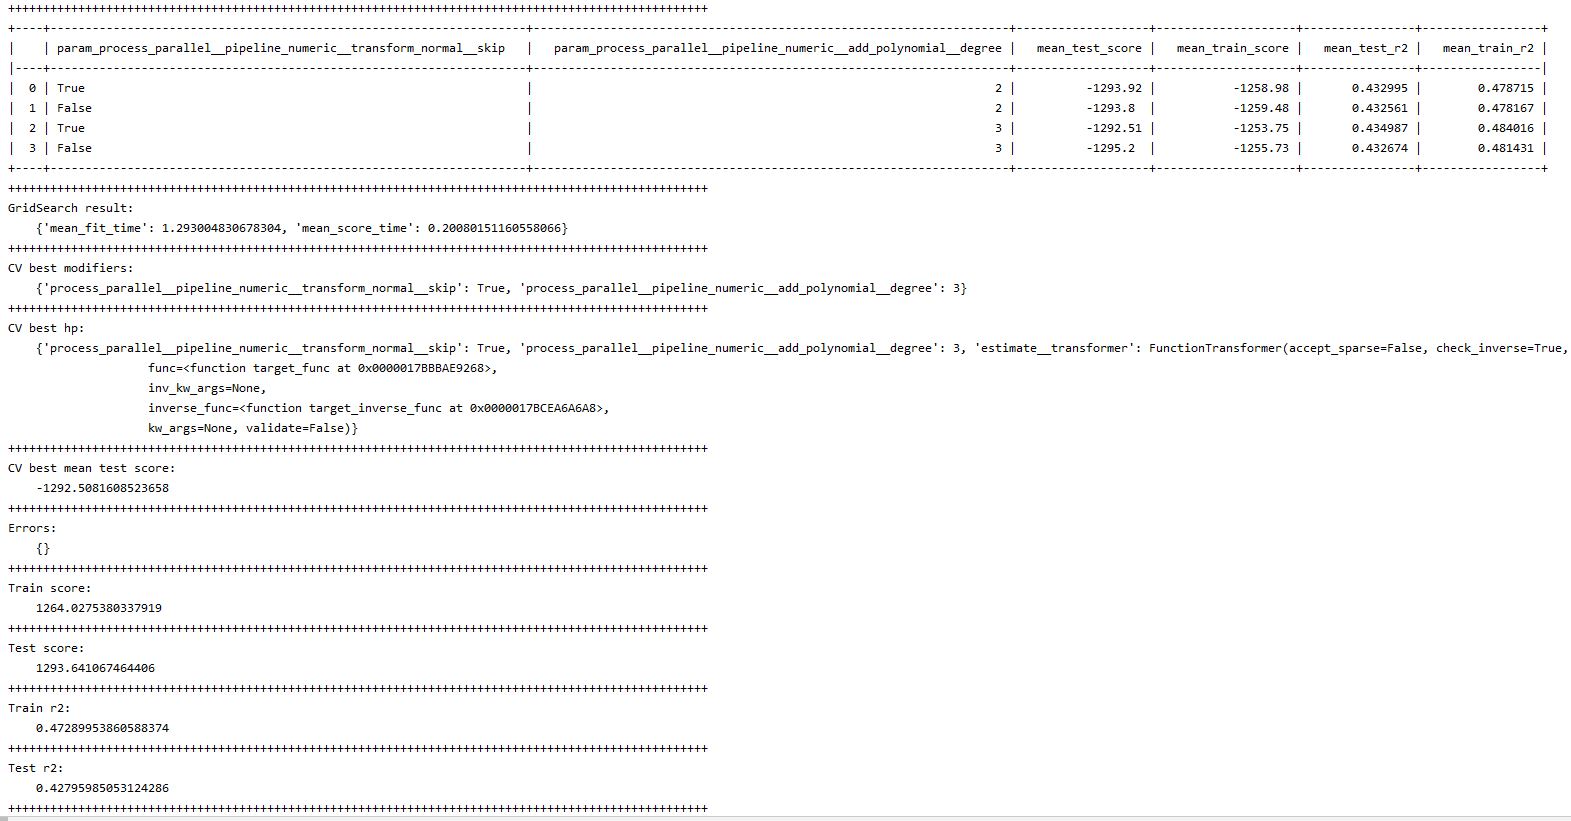 ++++++++++++++++++++++++++++++++++++++++++++++++++++++++++++++++++++++++++++++++++++++++++++++++++++
+----+--------------------------------------------------------------------+--------------------------------------------------------------------+-------------------+--------------------+----------------+-----------------+
|    | param_process_parallel__pipeline_numeric__transform_normal__skip   |   param_process_parallel__pipeline_numeric__add_polynomial__degree |   mean_test_score |   mean_train_score |   mean_test_r2 |   mean_train_r2 |
|----+--------------------------------------------------------------------+--------------------------------------------------------------------+-------------------+--------------------+----------------+-----------------|
|  0 | True                                                               |                                                                  2 |          -1293.92 |           -1258.98 |       0.432995 |        0.478715 |
|  1 | False                                                              |                                                                  2 |          -1293.8  |           -1259.48 |       0.432561 |        0.478167 |
|  2 | True                                                               |                                                                  3 |          -1292.51 |           -1253.75 |       0.434987 |        0.484016 |
|  3 | False                                                              |                                                                  3 |          -1295.2  |           -1255.73 |       0.432674 |        0.481431 |
+----+--------------------------------------------------------------------+--------------------------------------------------------------------+-------------------+--------------------+----------------+-----------------+
++++++++++++++++++++++++++++++++++++++++++++++++++++++++++++++++++++++++++++++++++++++++++++++++++++
GridSearch result:
    {'mean_fit_time': 1.293004830678304, 'mean_score_time': 0.20080151160558066}
++++++++++++++++++++++++++++++++++++++++++++++++++++++++++++++++++++++++++++++++++++++++++++++++++++
CV best modifiers:
    {'process_parallel__pipeline_numeric__transform_normal__skip': True, 'process_parallel__pipeline_numeric__add_polynomial__degree': 3}
++++++++++++++++++++++++++++++++++++++++++++++++++++++++++++++++++++++++++++++++++++++++++++++++++++
CV best hp:
    {'process_parallel__pipeline_numeric__transform_normal__skip': True, 'process_parallel__pipeline_numeric__add_polynomial__degree': 3, 'estimate__transformer': FunctionTransformer(accept_sparse=False, check_inverse=True,
                    func=<function target_func at 0x0000017BBBAE9268>,
                    inv_kw_args=None,
                    inverse_func=<function target_inverse_func at 0x0000017BCEA6A6A8>,
                    kw_args=None, validate=False)}
++++++++++++++++++++++++++++++++++++++++++++++++++++++++++++++++++++++++++++++++++++++++++++++++++++
CV best mean test score:
    -1292.5081608523658
++++++++++++++++++++++++++++++++++++++++++++++++++++++++++++++++++++++++++++++++++++++++++++++++++++
Errors:
    {}
++++++++++++++++++++++++++++++++++++++++++++++++++++++++++++++++++++++++++++++++++++++++++++++++++++
Train score:
    1264.0275380337919
++++++++++++++++++++++++++++++++++++++++++++++++++++++++++++++++++++++++++++++++++++++++++++++++++++
Test score:
    1293.641067464406
++++++++++++++++++++++++++++++++++++++++++++++++++++++++++++++++++++++++++++++++++++++++++++++++++++
Train r2:
    0.47289953860588374
++++++++++++++++++++++++++++++++++++++++++++++++++++++++++++++++++++++++++++++++++++++++++++++++++++
Test r2:
    0.42795985053124286
++++++++++++++++++++++++++++++++++++++++++++++++++++++++++++++++++++++++++++++++++++++++++++++++++++